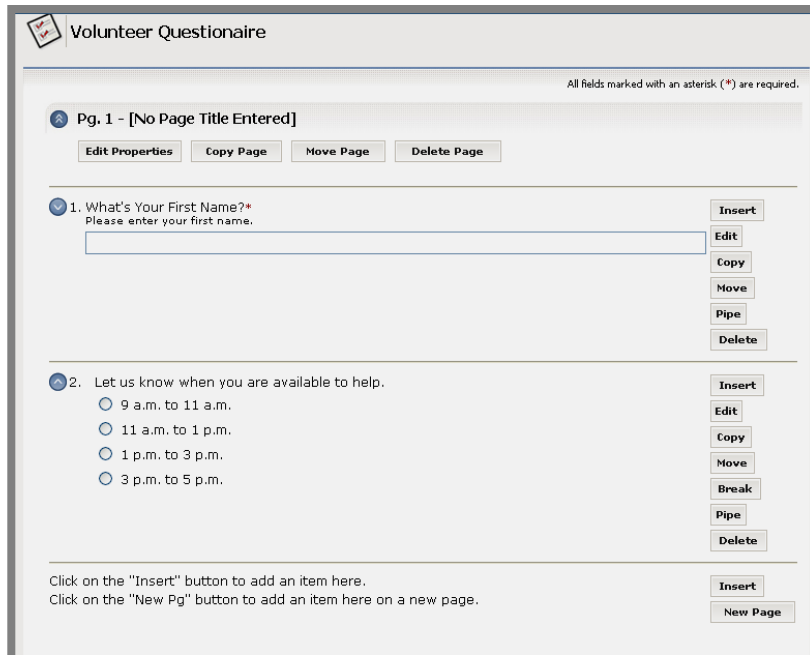 Volunteer Questionaire
All fields marked with an asterisk (*) are required.
Pg. 1 - [No Page Title Entered]
Edit Properties Copy Page Move Page Delete Page
1. What's Your First Name?*
Please enter your first name.
Insert
Edit
Copy
Move
Pipe
Delete
2. Let us know when you are available to help.
9 a.m. to 11 a.m.
11 a.m. to 1 p.m.
1 p.m. to 3 p.m.
3 p.m. to 5 p.m.
Insert
Edit
Copy
Move
Break
Pipe
Delete
Click on the "Insert" button to add an item here.
Click on the "New Pg" button to add an item here on a new page.
Insert
New Page